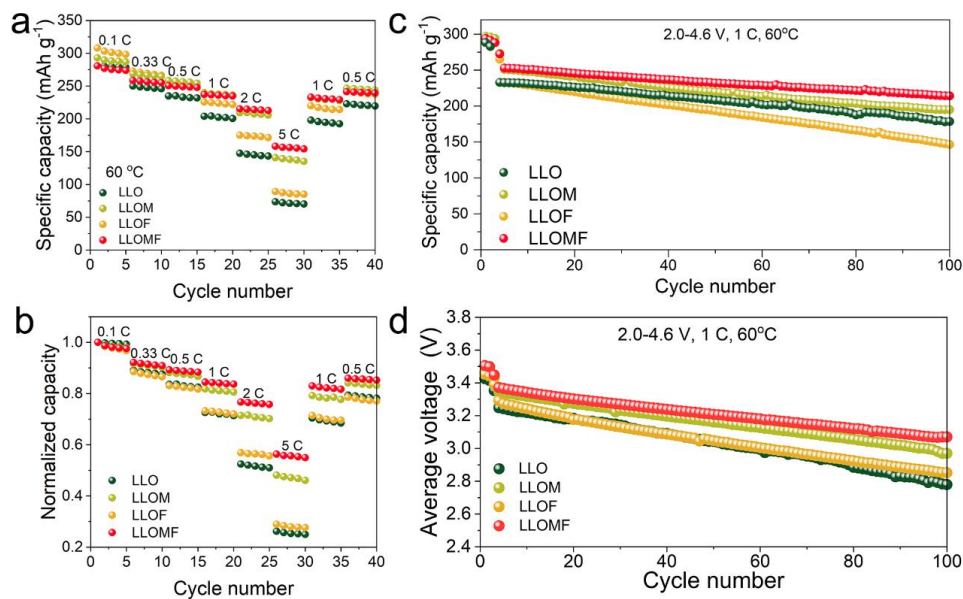 a
Specific capacity (mAh g⁻¹)
350
300
250
200
150
100
50
0
0.1 C
0.33 C
0.5 C
1 C
2 C
5 C
1 C
0.5 C
60 °C
LLO
LLOM
LLOF
LLOMF
0 5 10 15 20 25 30 35 40
Cycle number
c
Specific capacity (mAh g⁻¹)
300
250
200
150
100
50
0
2.0-4.6 V, 1 C, 60°C
LLO
LLOM
LLOF
LLOMF
0 20 40 60 80 100
Cycle number
b
Normalized capacity
1.0
0.8
0.6
0.4
0.2
0.1 C
0.33 C
0.5 C
1 C
2 C
5 C
1 C
0.5 C
LLO
LLOM
LLOF
LLOMF
0 5 10 15 20 25 30 35 40
Cycle number
d
Average voltage (V)
3.8
3.6
3.4
3.2
3.0
2.8
2.6
2.4
2.0-4.6 V, 1 C, 60°C
LLO
LLOM
LLOF
LLOMF
0 20 40 60 80 100
Cycle number